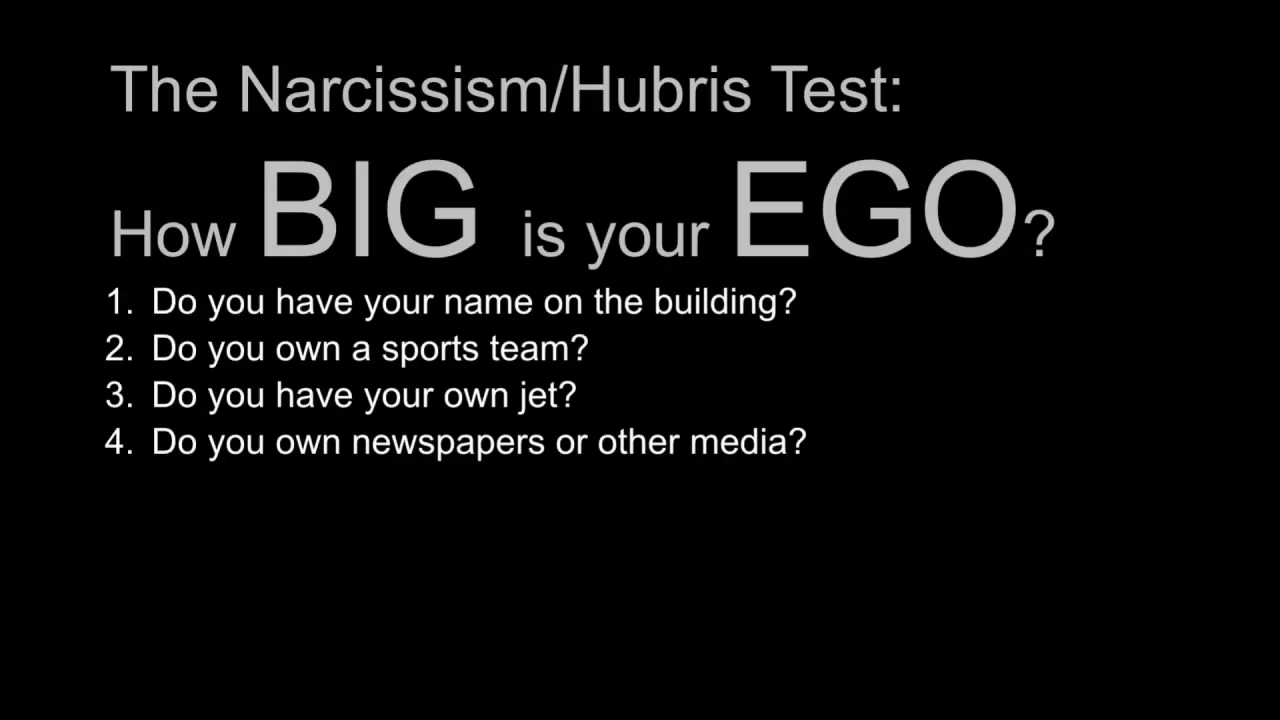 The Narcissism/Hubris Test:
How BIG is your EGO?
1. Do you have your name on the building?
2. Do you own a sports team?
3. Do you have your own jet?
4. Do you own newspapers or other media?